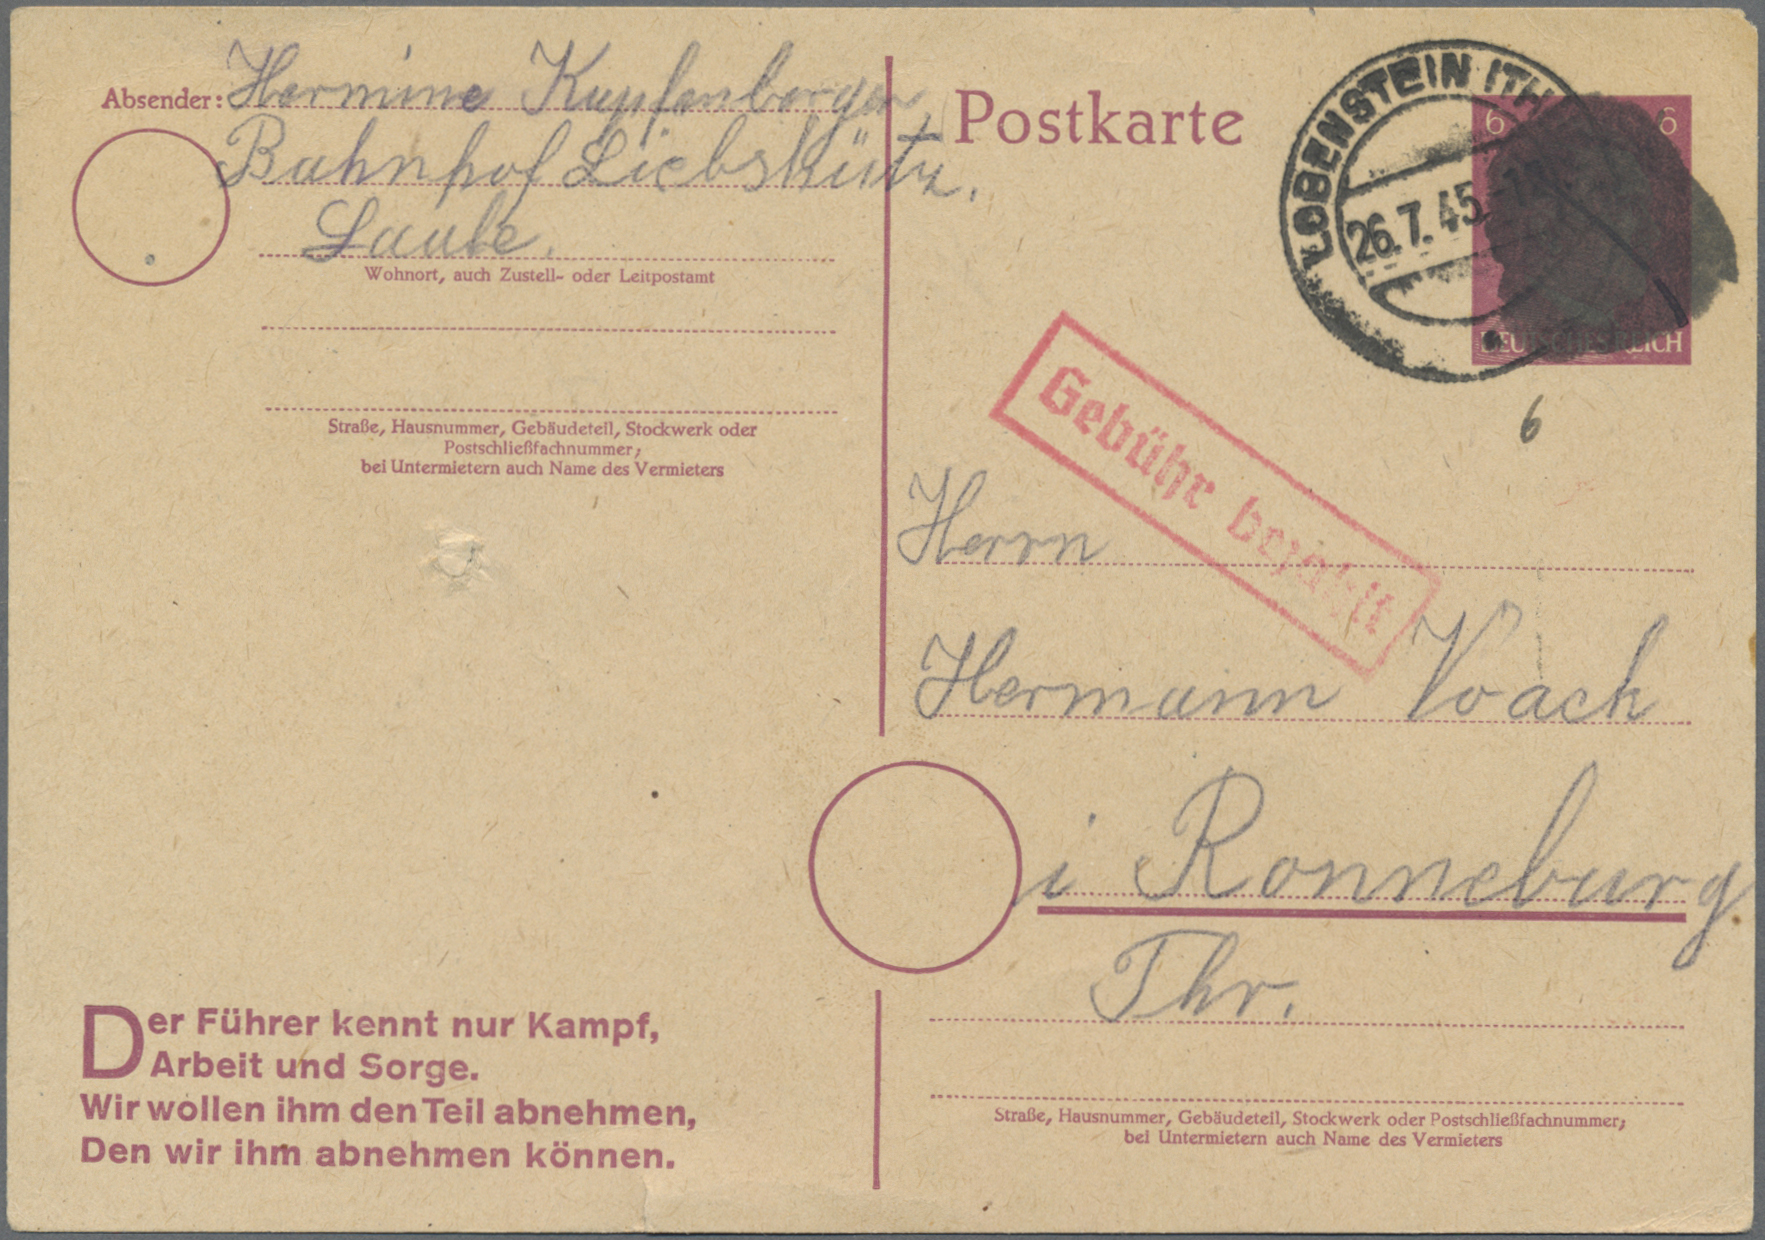 Absender: Hermine Kupfenberger,
Bahnhof Liebschütz.
Laube.
Wohnort, auch Zustell- oder Leitpostamt
Straße, Hausnummer, Gebäudeteil, Stockwerk oder
Postschließfachnummer;
bei Untermietern auch Name des Vermieters
Der Führer kennt nur Kampf,
Arbeit und Sorge.
Wir wollen ihm den Teil abnehmen,
Den wir ihm abnehmen können.
Postkarte
LOBENSTEIN (TH
26.7.45
6 6
DEUTSCHES REICH
6
Gebühr bezahlt
Herrn
Hermann Voach
i Ronneburg
Thr.
Straße, Hausnummer, Gebäudeteil, Stockwerk oder Postschließfachnummer;
bei Untermietern auch Name des Vermieters